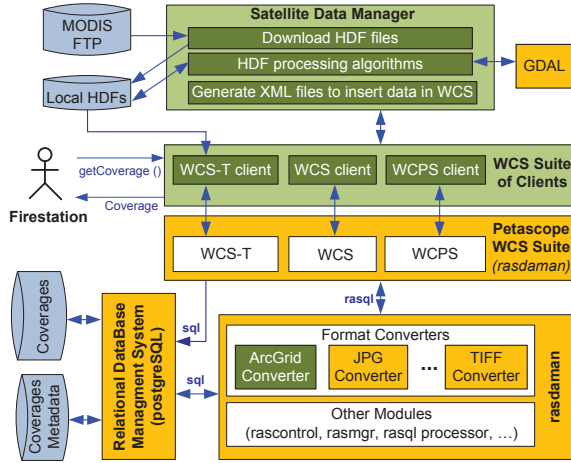 Satellite Data Manager
MODIS
FTP
Download HDF files
HDF processing algorithms
GDAL
Local HDFs
Generate XML files to insert data in WCS
getCoverage ()
Coverage
Firestation
WCS-T client
WCS client
WCPS client
WCS Suite
of Clients
WCS-T
WCS
WCPS
Petascope
WCS Suite
(rasdaman)
Coverages
Coverages
Metadata
Relational DataBase
Managment System
(postgreSQL)
sql
rasql
sql
Format Converters
ArcGrid
Converter
JPG
Converter
...
TIFF
Converter
Other Modules
(rascontrol, rasmgr, rasql processor, ...)
rasdaman